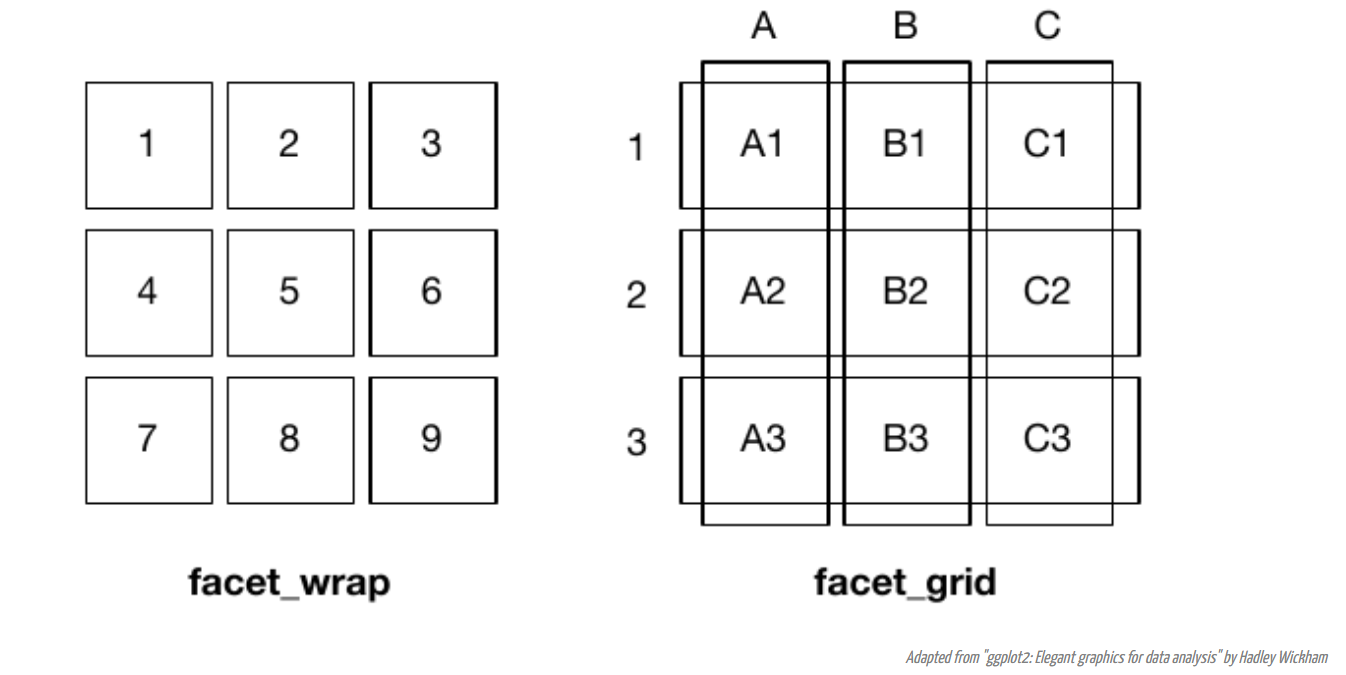 A B C
1 2 3
1 A1 B1 C1
4 5 6
2 A2 B2 C2
7 8 9
3 A3 B3 C3
facet_wrap
facet_grid
Adapted from "ggplot2: Elegant graphics for data analysis" by Hadley Wickham